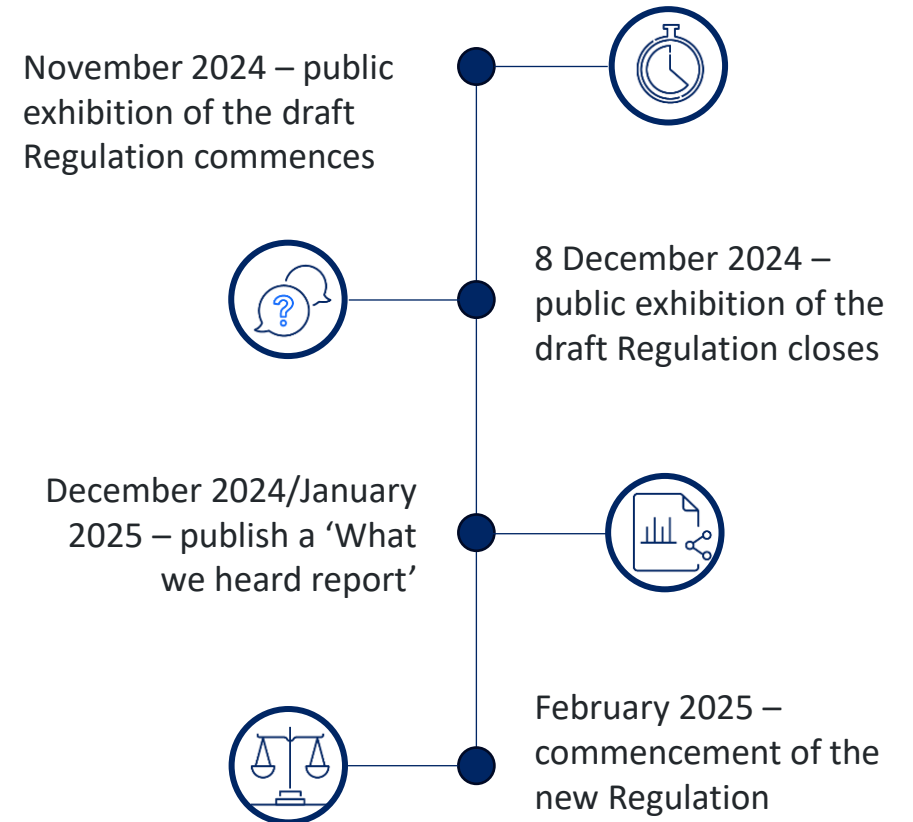 November 2024 – public
exhibition of the draft
Regulation commences
8 December 2024 –
public exhibition of the
draft Regulation closes
?
December 2024/January
2025 – publish a ‘What
we heard report’
February 2025 –
commencement of the
new Regulation